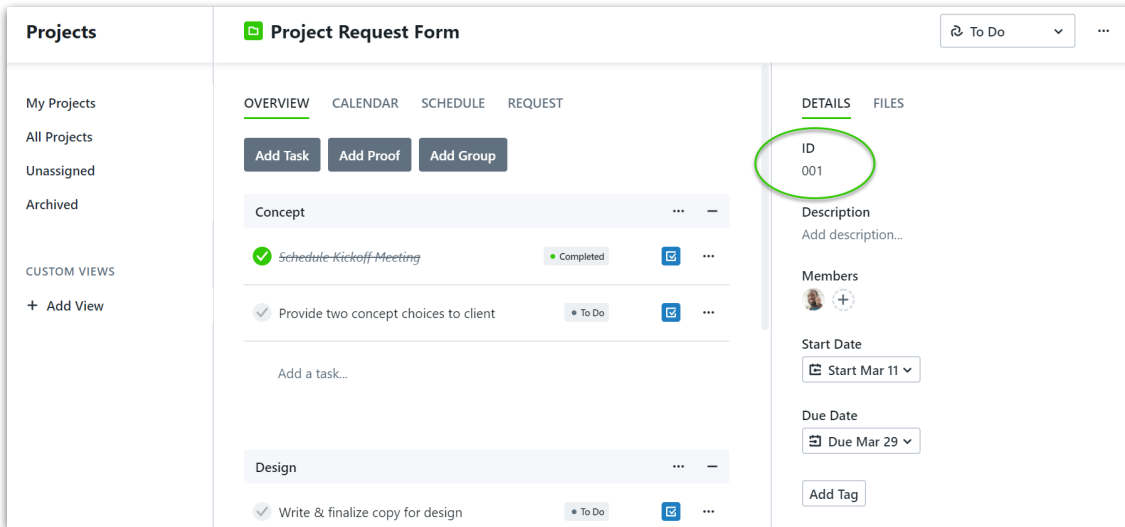 Projects
Project Request Form
To Do
My Projects
All Projects
Unassigned
Archived
CUSTOM VIEWS
+ Add View
OVERVIEW CALENDAR SCHEDULE REQUEST
Add Task Add Proof Add Group
Concept
Schedule Kickoff Meeting Completed
Provide two concept choices to client To Do
Add a task...
Design
Write & finalize copy for design To Do
DETAILS FILES
ID
001
Description
Add description...
Members
Start Date
Start Mar 11
Due Date
Due Mar 29
Add Tag